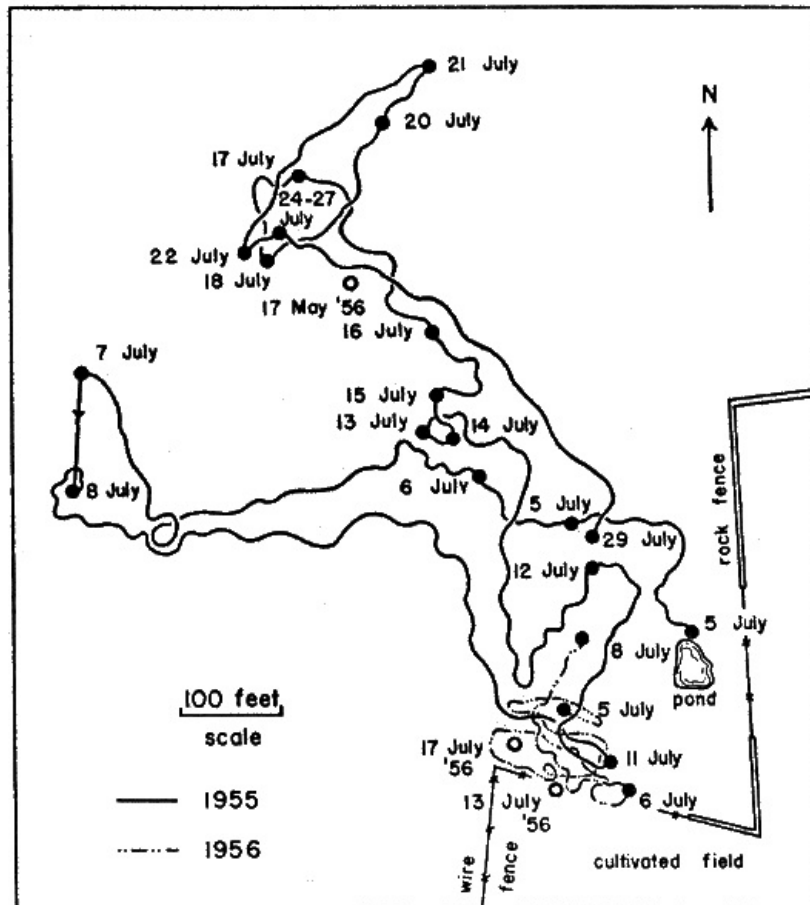 21 July
N
20 July
17 July
24-27
July
1
22 July
18 July
17 May '56
16 July
7 July
15 July
13 July
14 July
8 July
6 July
5 July
29 July
rock fence
12 July
5 July
8 July
pond
100 feet
scale
5 July
17 July
'56
11 July
13 July
'56
6 July
1955
1956
wire fence
cultivated field